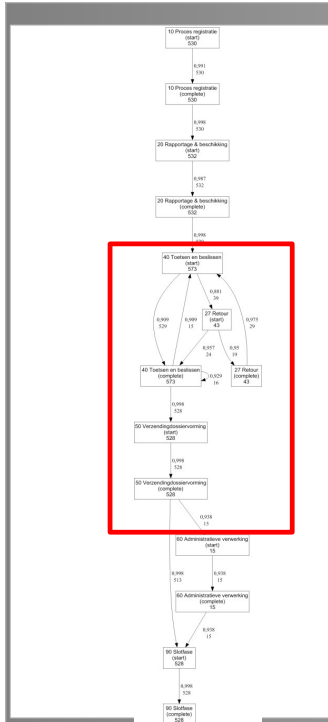 10 Proces registratie
(start)
530
0,991
530
10 Proces registratie
(complete)
530
0,998
530
20 Rapportage & beschikking
(start)
532
0,987
532
20 Rapportage & beschikking
(complete)
532
0,998
40 Toetsen en beslissen
(start)
573
0,881
39
27 Retour
(start)
43
0,909
529
0,909
15
0,975
29
0,957
24
0,95
19
40 Toetsen en beslissen
(complete)
573
0,929
16
27 Retour
(complete)
43
0,998
528
50 Verzendingdossiervorming
(start)
528
0,998
528
50 Verzendingdossiervorming
(complete)
528
0,938
15
60 Administratieve verwerking
(start)
15
0,998
513
0,938
15
60 Administratieve verwerking
(complete)
15
0,938
15
90 Slotfase
(start)
528
0,998
528
90 Slotfase
(complete)
528